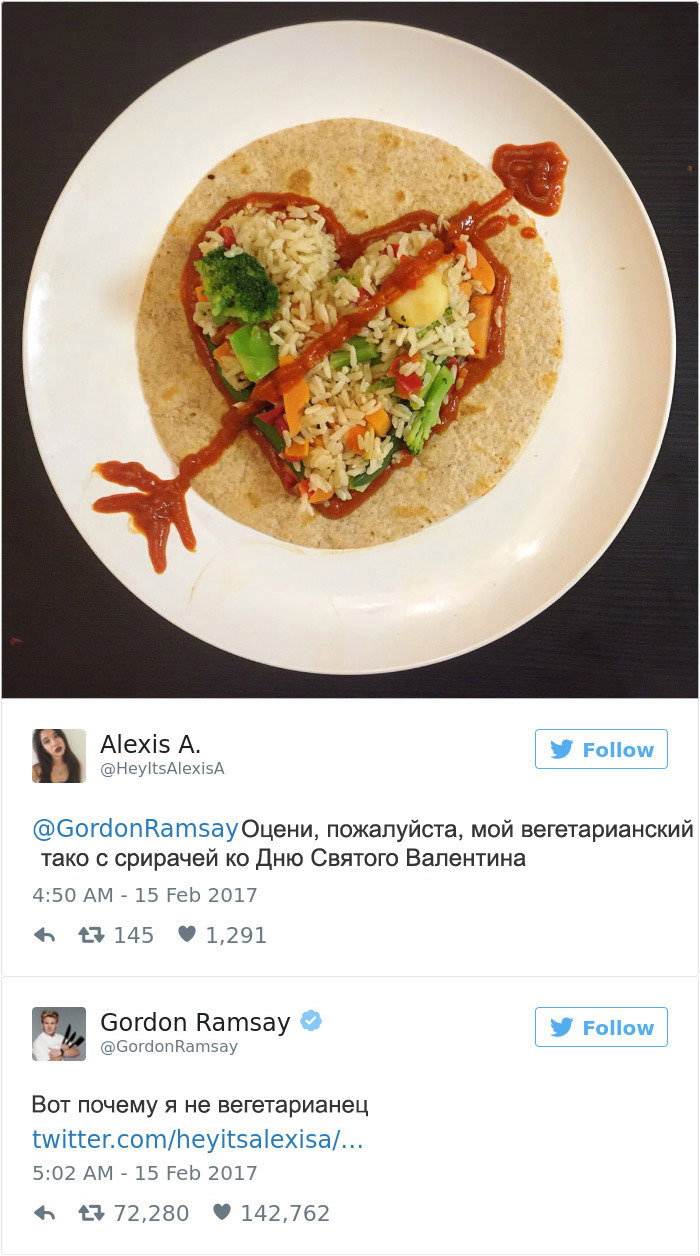 Alexis A.
@HeyItsAlexisA
Follow
@GordonRamsay Оцени, пожалуйста, мой вегетарианский
тако с срирачей ко Дню Святого Валентина
4:50 AM - 15 Feb 2017
145 1,291
Gordon Ramsay
@GordonRamsay
Follow
Вот почему я не вегетарианец
twitter.com/heyitsalexisa/...
5:02 AM - 15 Feb 2017
72,280 142,762